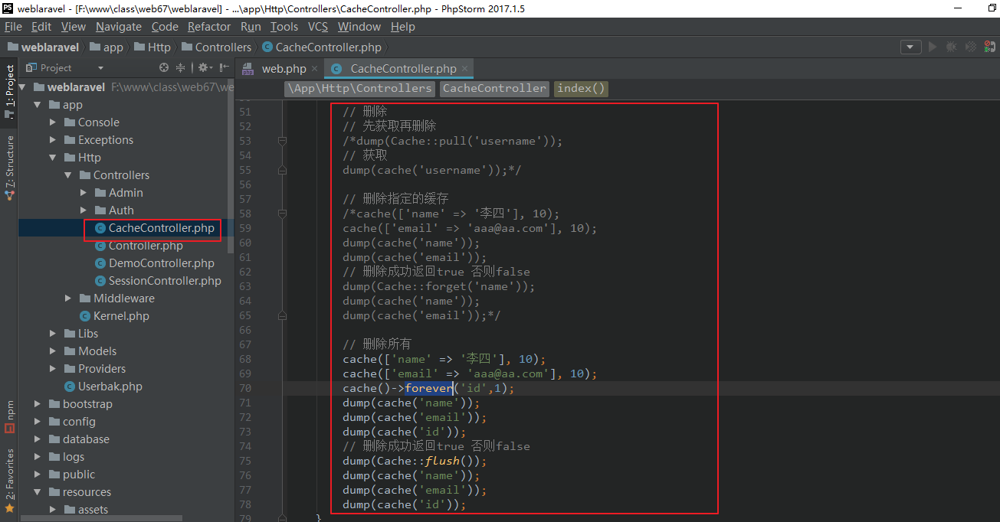 weblaravel - [F:\www\class\web67\weblaravel] - ...\app\Http\Controllers\CacheController.php - PhpStorm 2017.1.5
File Edit View Navigate Code Refactor Run Tools VCS Window Help
weblaravel app Http Controllers CacheController.php
Project
web.php
CacheController.php
\App\Http\Controllers CacheController index()
1: Project
7: Structure
npm
2: Favorites
weblaravel F:\www\class\web67\we
app
Console
Exceptions
Http
Controllers
Admin
Auth
CacheController.php
Controller.php
DemoController.php
SessionController.php
Middleware
Kernel.php
Libs
Models
Providers
Userbak.php
bootstrap
config
database
logs
public
resources
assets
51 // 删除
52 // 先获取再删除
53 /*dump(Cache::pull('username'));
54 // 获取
55 dump(cache('username'));*/
56
57 // 删除指定的缓存
58 /*cache(['name' => '李四'], 10);
59 cache(['email' => 'aaa@aa.com'], 10);
60 dump(cache('name'));
61 dump(cache('email'));
62 // 删除成功返回true 否则false
63 dump(Cache::forget('name'));
64 dump(cache('name'));
65 dump(cache('email'));*/
66
67 // 删除所有
68 cache(['name' => '李四'], 10);
69 cache(['email' => 'aaa@aa.com'], 10);
70 cache()->forever('id',1);
71 dump(cache('name'));
72 dump(cache('email'));
73 dump(cache('id'));
74 // 删除成功返回true 否则false
75 dump(Cache::flush());
76 dump(cache('name'));
77 dump(cache('email'));
78 dump(cache('id'));
79 }